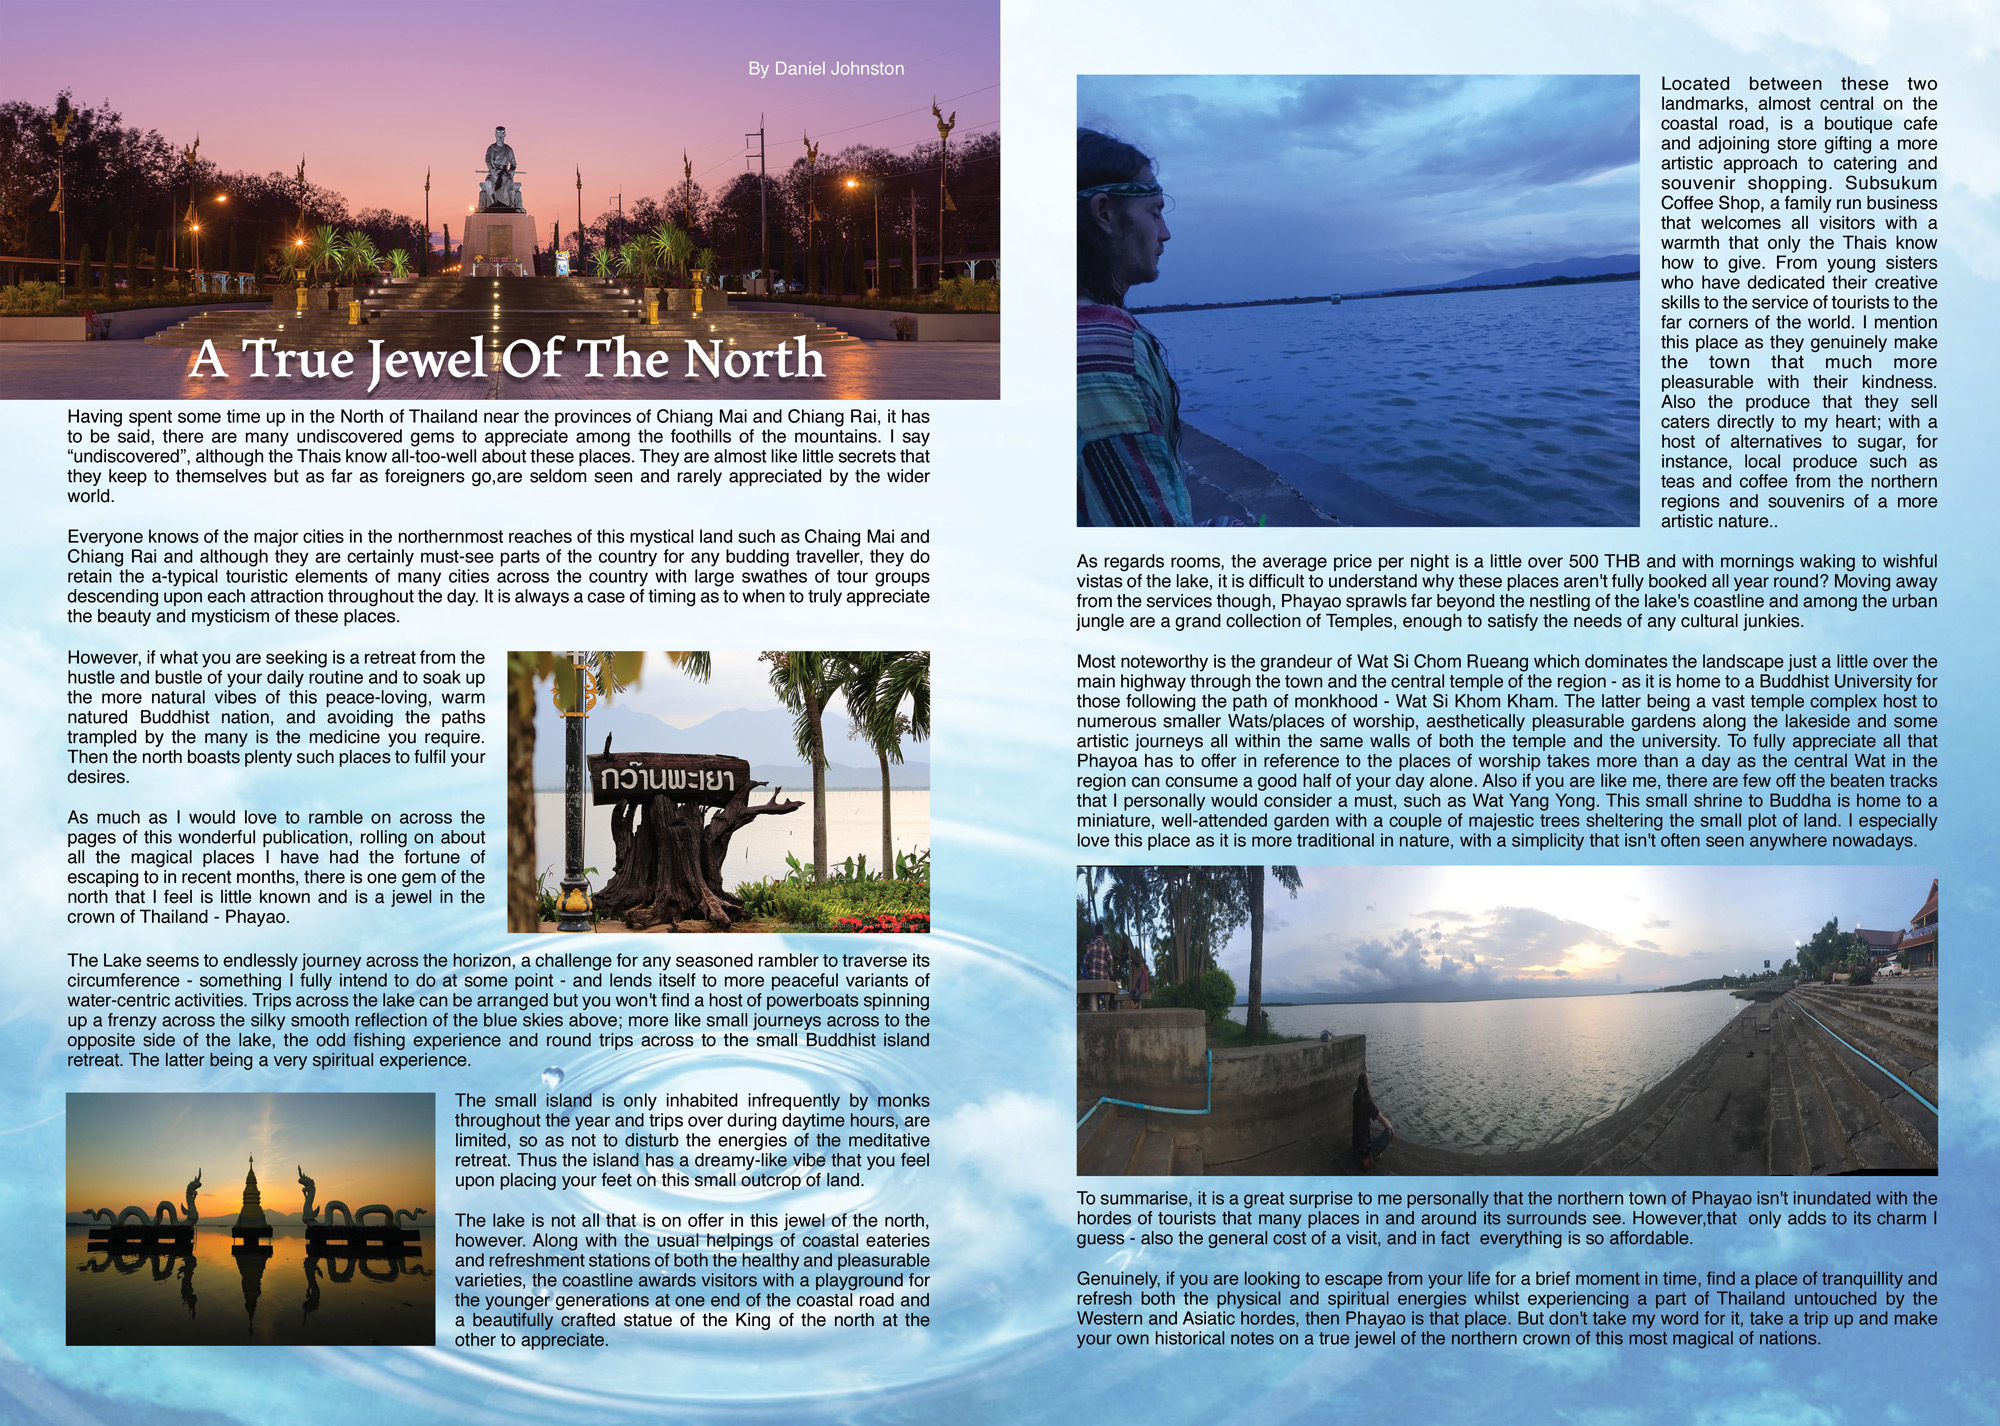 By Daniel Johnston
A True Jewel Of The North
Having spent some time up in the North of Thailand near the provinces of Chiang Mai and Chiang Rai, it has
to be said, there are many undiscovered gems to appreciate among the foothills of the mountains. I say
“undiscovered”, although the Thais know all-too-well about these places. They are almost like little secrets that
they keep to themselves but as far as foreigners go,are seldom seen and rarely appreciated by the wider
world.
Everyone knows of the major cities in the northernmost reaches of this mystical land such as Chaing Mai and
Chiang Rai and although they are certainly must-see parts of the country for any budding traveller, they do
retain the a-typical touristic elements of many cities across the country with large swathes of tour groups
descending upon each attraction throughout the day. It is always a case of timing as to when to truly appreciate
the beauty and mysticism of these places.
However, if what you are seeking is a retreat from the
hustle and bustle of your daily routine and to soak up
the more natural vibes of this peace-loving, warm
natured Buddhist nation, and avoiding the paths
trampled by the many is the medicine you require.
Then the north boasts plenty such places to fulfil your
desires.
As much as I would love to ramble on across the
pages of this wonderful publication, rolling on about
all the magical places I have had the fortune of
escaping to in recent months, there is one gem of the
north that I feel is little known and is a jewel in the
crown of Thailand - Phayao.
กว๊านพะเยา
The Lake seems to endlessly journey across the horizon, a challenge for any seasoned rambler to traverse its
circumference - something I fully intend to do at some point - and lends itself to more peaceful variants of
water-centric activities. Trips across the lake can be arranged but you won't find a host of powerboats spinning
up a frenzy across the silky smooth reflection of the blue skies above; more like small journeys across to the
opposite side of the lake, the odd fishing experience and round trips across to the small Buddhist island
retreat. The latter being a very spiritual experience.
The small island is only inhabited infrequently by monks
throughout the year and trips over during daytime hours, are
limited, so as not to disturb the energies of the meditative
retreat. Thus the island has a dreamy-like vibe that you feel
upon placing your feet on this small outcrop of land.
The lake is not all that is on offer in this jewel of the north,
however. Along with the usual helpings of coastal eateries
and refreshment stations of both the healthy and pleasurable
varieties, the coastline awards visitors with a playground for
the younger generations at one end of the coastal road and
a beautifully crafted statue of the King of the north at the
other to appreciate.
Located between these two
landmarks, almost central on the
coastal road, is a boutique cafe
and adjoining store gifting a more
artistic approach to catering and
souvenir shopping. Subsukum
Coffee Shop, a family run business
that welcomes all visitors with a
warmth that only the Thais know
how to give. From young sisters
who have dedicated their creative
skills to the service of tourists to the
far corners of the world. I mention
this place as they genuinely make
the town that much more
pleasurable with their kindness.
Also the produce that they sell
caters directly to my heart; with a
host of alternatives to sugar, for
instance, local produce such as
teas and coffee from the northern
regions and souvenirs of a more
artistic nature..
As regards rooms, the average price per night is a little over 500 THB and with mornings waking to wishful
vistas of the lake, it is difficult to understand why these places aren't fully booked all year round? Moving away
from the services though, Phayao sprawls far beyond the nestling of the lake's coastline and among the urban
jungle are a grand collection of Temples, enough to satisfy the needs of any cultural junkies.
Most noteworthy is the grandeur of Wat Si Chom Rueang which dominates the landscape just a little over the
main highway through the town and the central temple of the region - as it is home to a Buddhist University for
those following the path of monkhood - Wat Si Khom Kham. The latter being a vast temple complex host to
numerous smaller Wats/places of worship, aesthetically pleasurable gardens along the lakeside and some
artistic journeys all within the same walls of both the temple and the university. To fully appreciate all that
Phayoa has to offer in reference to the places of worship takes more than a day as the central Wat in the
region can consume a good half of your day alone. Also if you are like me, there are few off the beaten tracks
that I personally would consider a must, such as Wat Yang Yong. This small shrine to Buddha is home to a
miniature, well-attended garden with a couple of majestic trees sheltering the small plot of land. I especially
love this place as it is more traditional in nature, with a simplicity that isn't often seen anywhere nowadays.
To summarise, it is a great surprise to me personally that the northern town of Phayao isn't inundated with the
hordes of tourists that many places in and around its surrounds see. However,that only adds to its charm I
guess - also the general cost of a visit, and in fact everything is so affordable.
Genuinely, if you are looking to escape from your life for a brief moment in time, find a place of tranquillity and
refresh both the physical and spiritual energies whilst experiencing a part of Thailand untouched by the
Western and Asiatic hordes, then Phayao is that place. But don't take my word for it, take a trip up and make
your own historical notes on a true jewel of the northern crown of this most magical of nations.